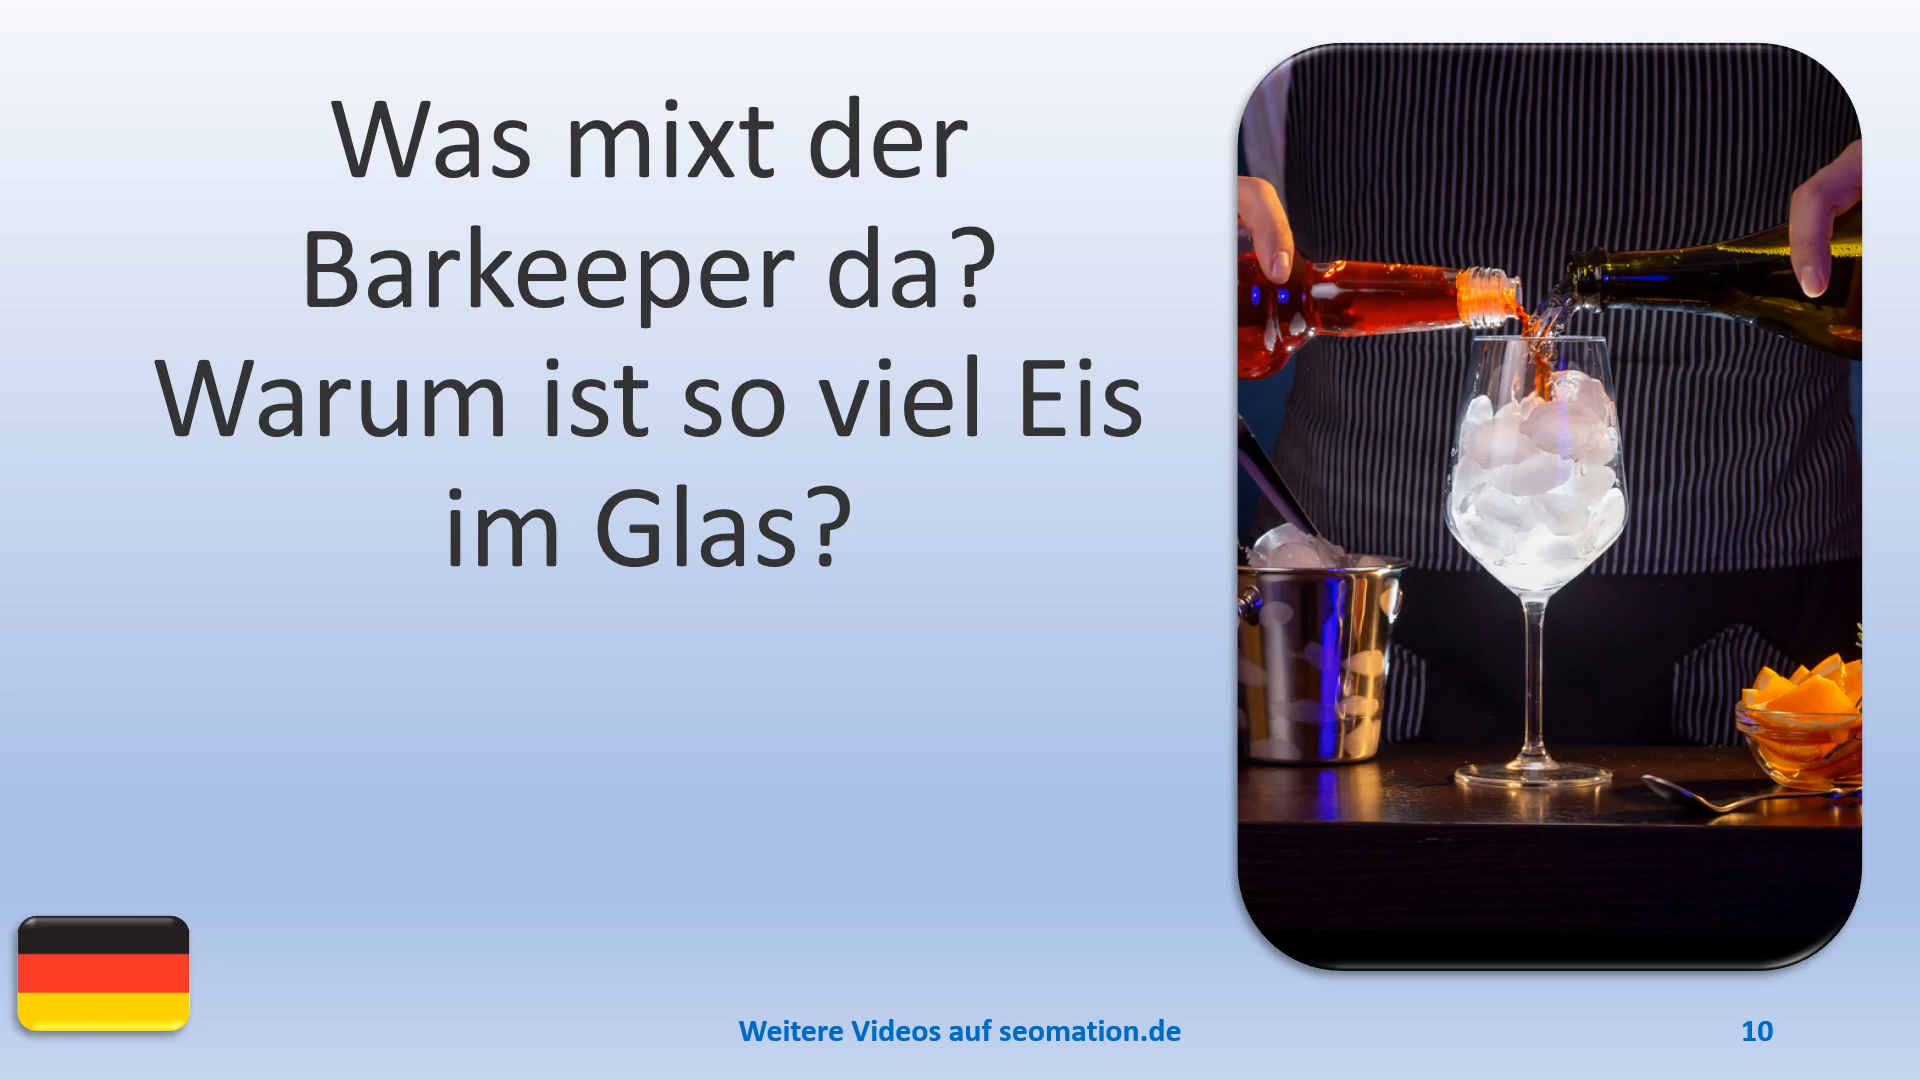 Was mixt der
Barkeeper da?
Warum ist so viel Eis
im Glas?
Weitere Videos auf seomation.de
10